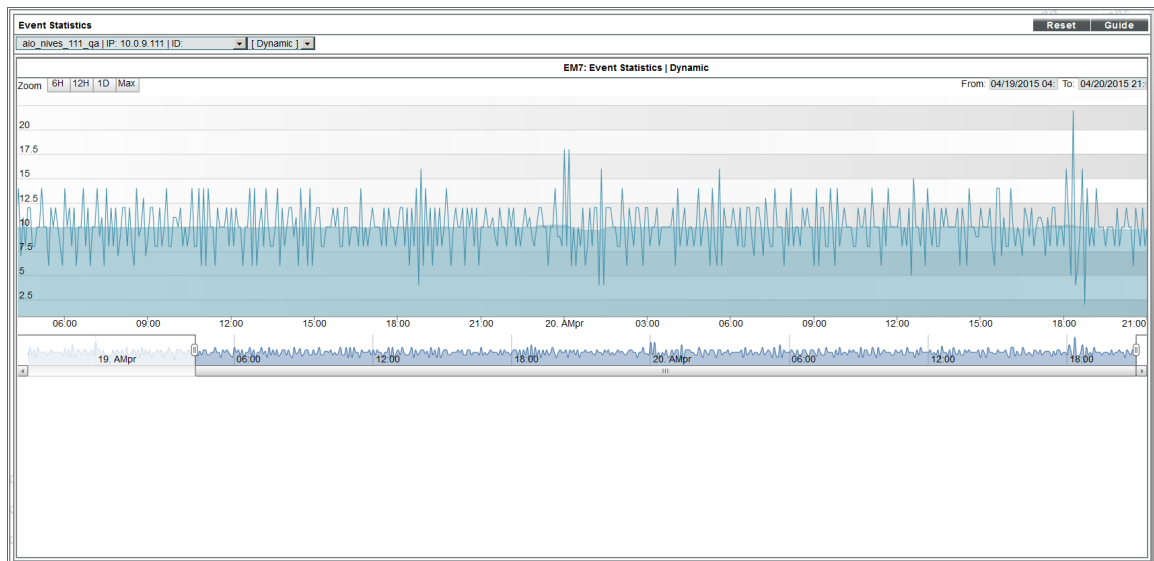 Event Statistics
Reset Guide
aio_nives_111_qa | IP: 10.0.9.111 | ID: [ Dynamic ]
EM7: Event Statistics | Dynamic
Zoom 6H 12H 1D Max
From: 04/19/2015 04: To: 04/20/2015 21:
20
17.5
15
12.5
10
7.5
5
2.5
06:00 09:00 12:00 15:00 18:00 21:00 20. AMpr 03:00 06:00 09:00 12:00 15:00 18:00 21:00
19. AMpr 06:00 12:00 18:00 20. AMpr 06:00 12:00 18:00